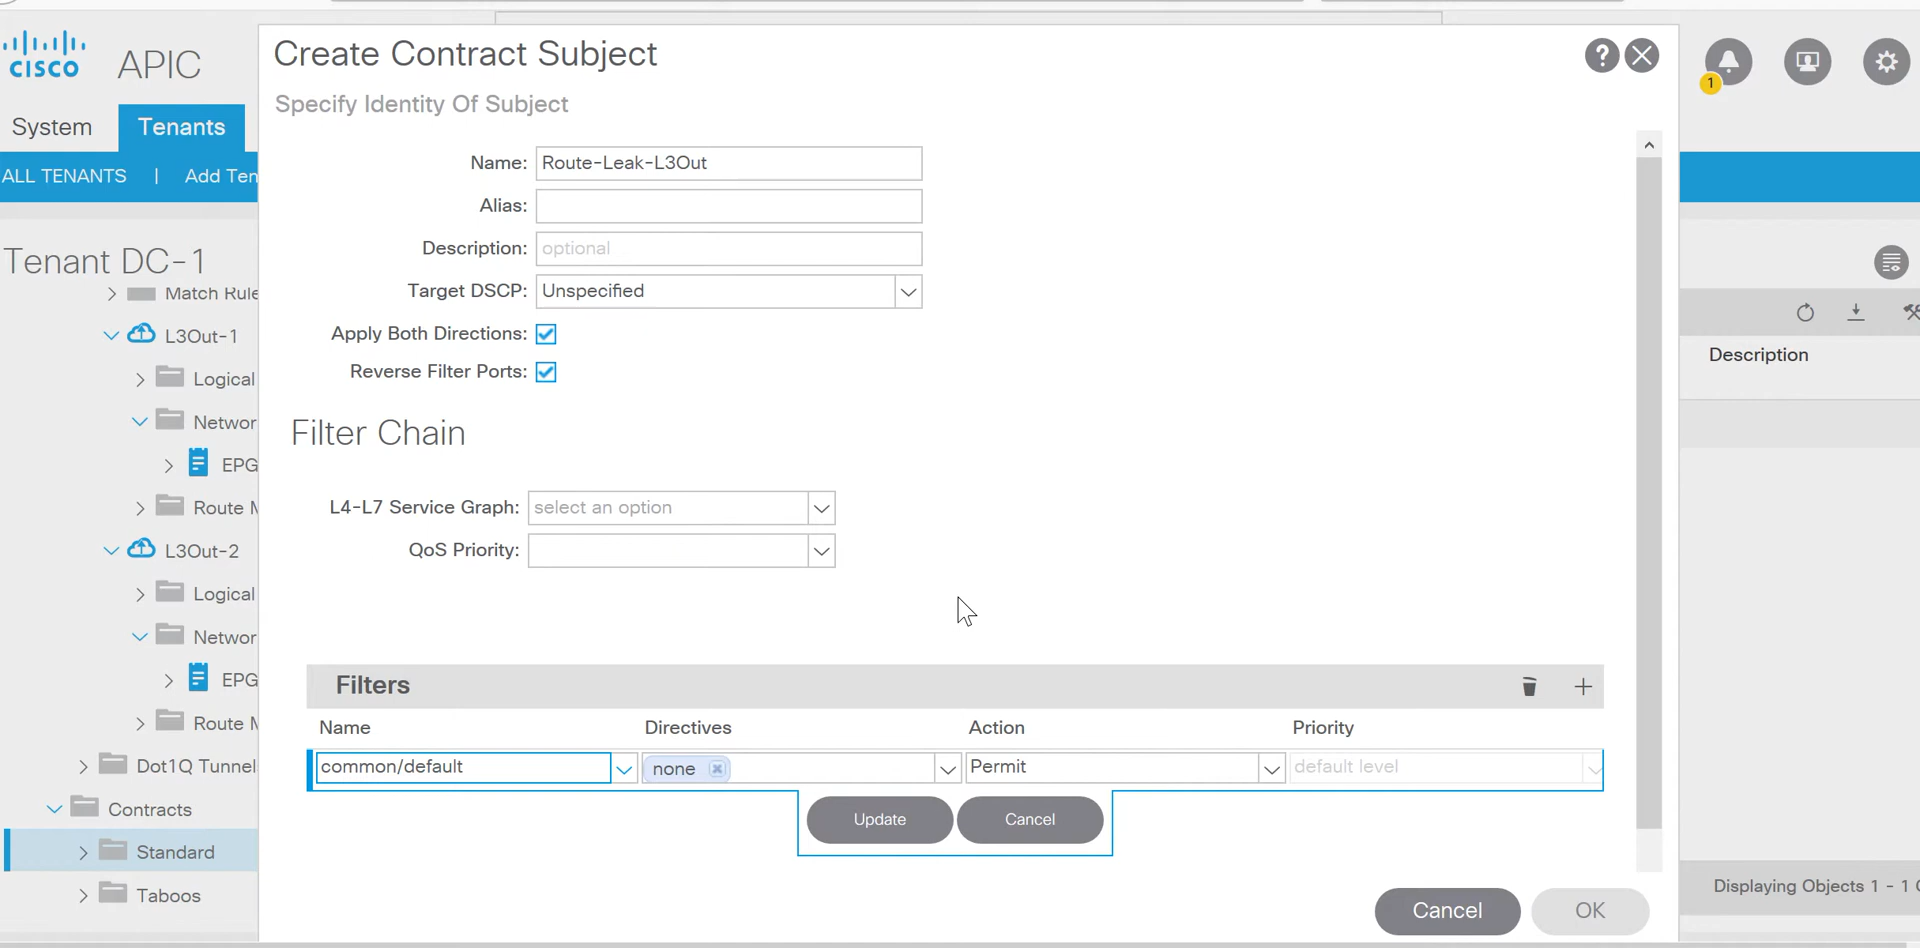 Create Contract Subject
Specify Identity Of Subject
CISCO APIC
1
System
Tenants
ALL TENANTS | Add Ten
Tenant DC-1
Match Rule
L3Out-1
Logical
Networ
EPG
Route M
L3Out-2
Logical
Networ
EPG
Route M
Dot1Q Tunnel
Contracts
Standard
Taboos
Name: Route-Leak-L3Out
Alias:
Description: optional
Target DSCP: Unspecified
Apply Both Directions:
Reverse Filter Ports:
Filter Chain
L4-L7 Service Graph: select an option
QoS Priority:
Filters
Name Directives Action Priority
common/default none Permit default level
Update Cancel
Cancel OK
Description
Displaying Objects 1 - 1